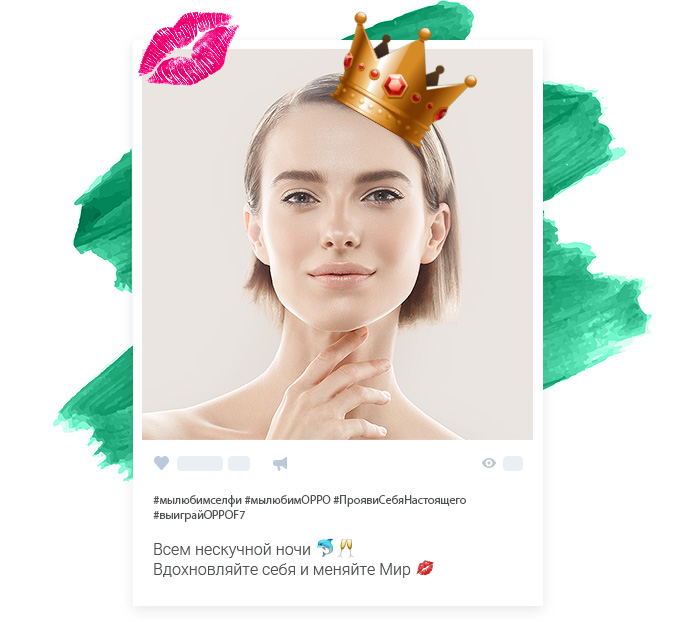 #мылюбимселфи #мылюбимOPPO #ПроявиСебяНастоящего
#выиграйOPPOF7
Всем нескучной ночи 🐬🥂
Вдохновляйте себя и меняйте Мир 💋